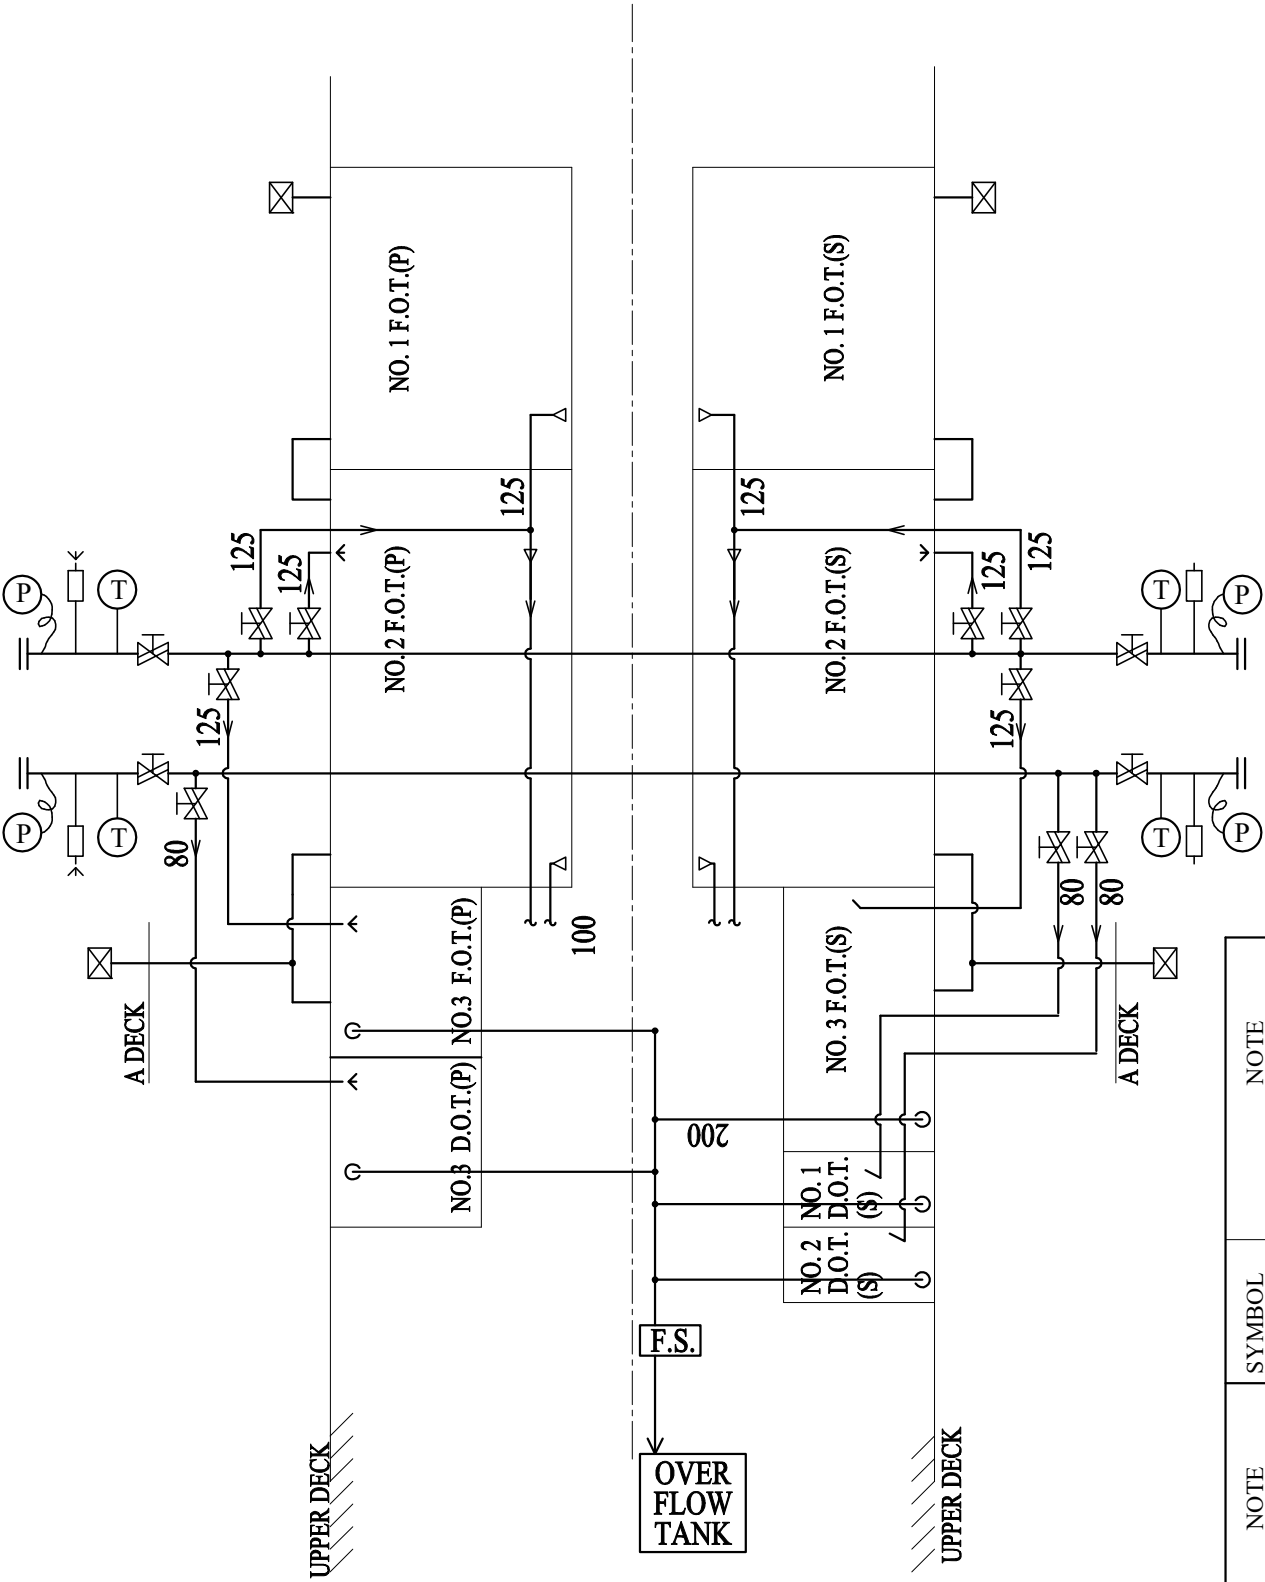 NO. 1 F.O.T.(P)
NO. 1 F.O.T.(S)
125
125
125
125
125
125
NO. 2 F.O.T.(P)
NO. 2 F.O.T.(S)
P
T
T
P
125
125
P
T
T
P
80
80
80
100
NO.3 F.O.T.(P)
NO. 3 F.O.T.(S)
A DECK
A DECK
NO.3 D.O.T.(P)
200
NO. 1
D.O.T.
(S)
NO. 2
D.O.T.
(S)
F.S.
OVER
FLOW
TANK
UPPER DECK
UPPER DECK
NOTE
SYMBOL
NOTE